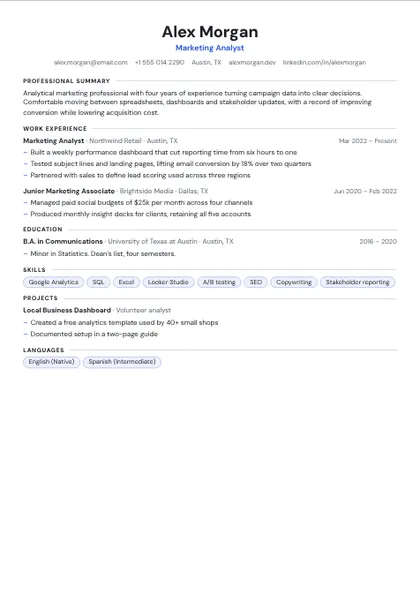 Alex Morgan
Marketing Analyst
alex.morgan@email.com +1 555 014 2290 Austin, TX alexmorgan.dev linkedin.com/in/alexmorgan
PROFESSIONAL SUMMARY
Analytical marketing professional with four years of experience turning campaign data into clear decisions.
Comfortable moving between spreadsheets, dashboards and stakeholder updates, with a record of improving
conversion while lowering acquisition cost.
WORK EXPERIENCE
Marketing Analyst · Northwind Retail · Austin, TX Mar 2022 – Present
– Built a weekly performance dashboard that cut reporting time from six hours to one
– Tested subject lines and landing pages, lifting email conversion by 18% over two quarters
– Partnered with sales to define lead scoring used across three regions
Junior Marketing Associate · Brightside Media · Dallas, TX Jun 2020 – Feb 2022
– Managed paid social budgets of $25k per month across four channels
– Produced monthly insight decks for clients, retaining all five accounts
EDUCATION
B.A. in Communications · University of Texas at Austin · Austin, TX 2016 – 2020
– Minor in Statistics. Dean's list, four semesters.
SKILLS
Google Analytics SQL Excel Looker Studio A/B testing SEO Copywriting Stakeholder reporting
PROJECTS
Local Business Dashboard · Volunteer analyst
– Created a free analytics template used by 40+ small shops
– Documented setup in a two-page guide
LANGUAGES
English (Native) Spanish (Intermediate)